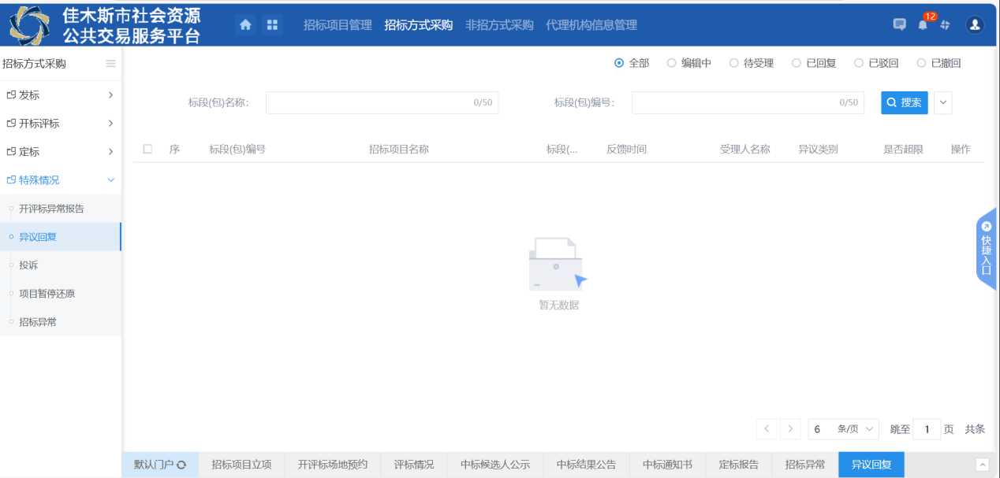 佳木斯市社会资源
公共交易服务平台
招标项目管理 招标方式采购 非招方式采购 代理机构信息管理
12
招标方式采购
全部 编辑中 待受理 已回复 已驳回 已撤回
发标
开标评标
定标
特殊情况
开评标异常报告
异议回复
投诉
项目暂停还原
招标异常
标段(包)名称: 0/50 标段(包)编号: 0/50 搜索
序 标段(包)编号 招标项目名称 标段(... 反馈时间 受理人名称 异议类别 是否超限 操作
暂无数据
快捷入口
6 条/页 跳至 1 页 共条
默认门户 招标项目立项 开评标场地预约 评标情况 中标候选人公示 中标结果公告 中标通知书 定标报告 招标异常 异议回复